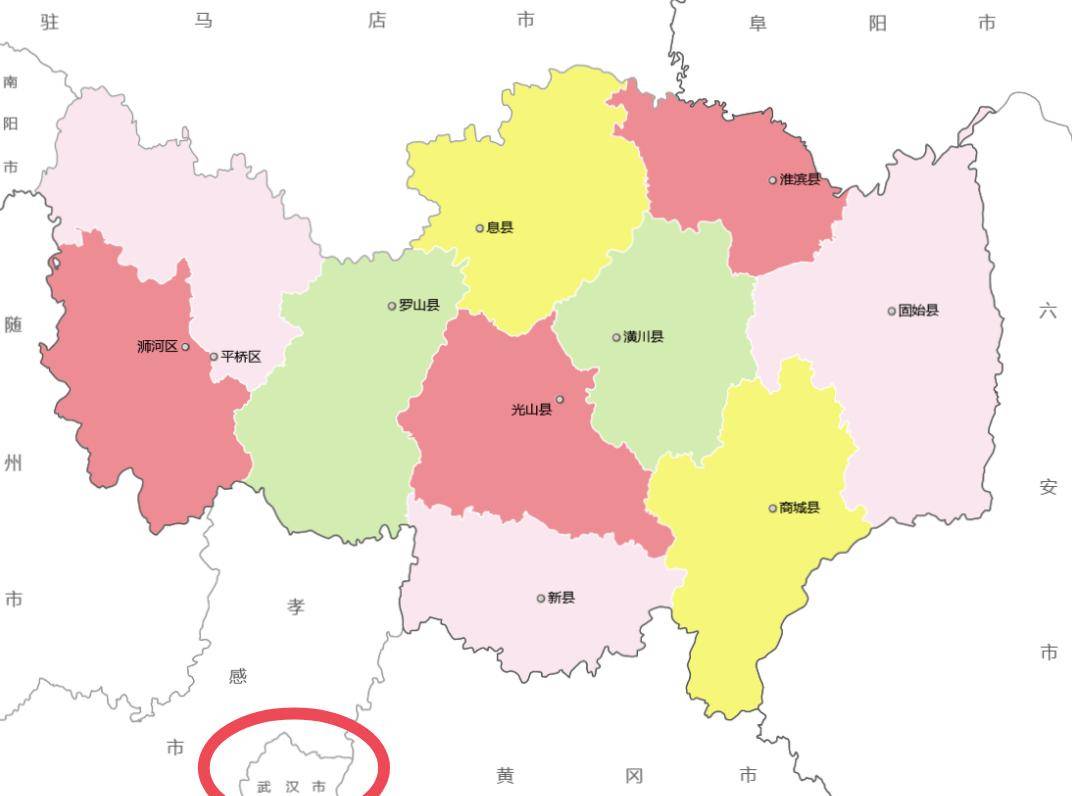 驻马店市
阜阳市
南阳市
淮滨县
息县
罗山县
固始县
六安市
随州市
潢川县
浉河区
平桥区
光山县
商城县
新县
孝感市
黄冈市
武汉市